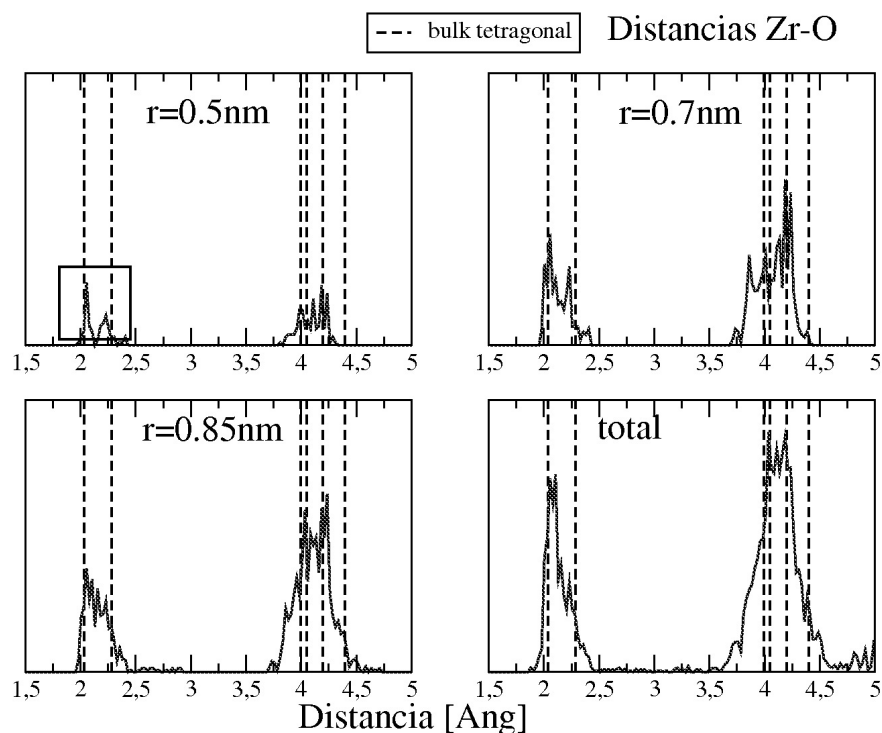 bulk tetragonal
Distancias Zr-O
r=0.5nm
r=0.7nm
1,5 2 2,5 3 3,5 4 4,5 5
1,5 2 2,5 3 3,5 4 4,5 5
r=0.85nm
total
1,5 2 2,5 3 3,5 4 4,5 5
1,5 2 2,5 3 3,5 4 4,5 5
Distancia [Ang]